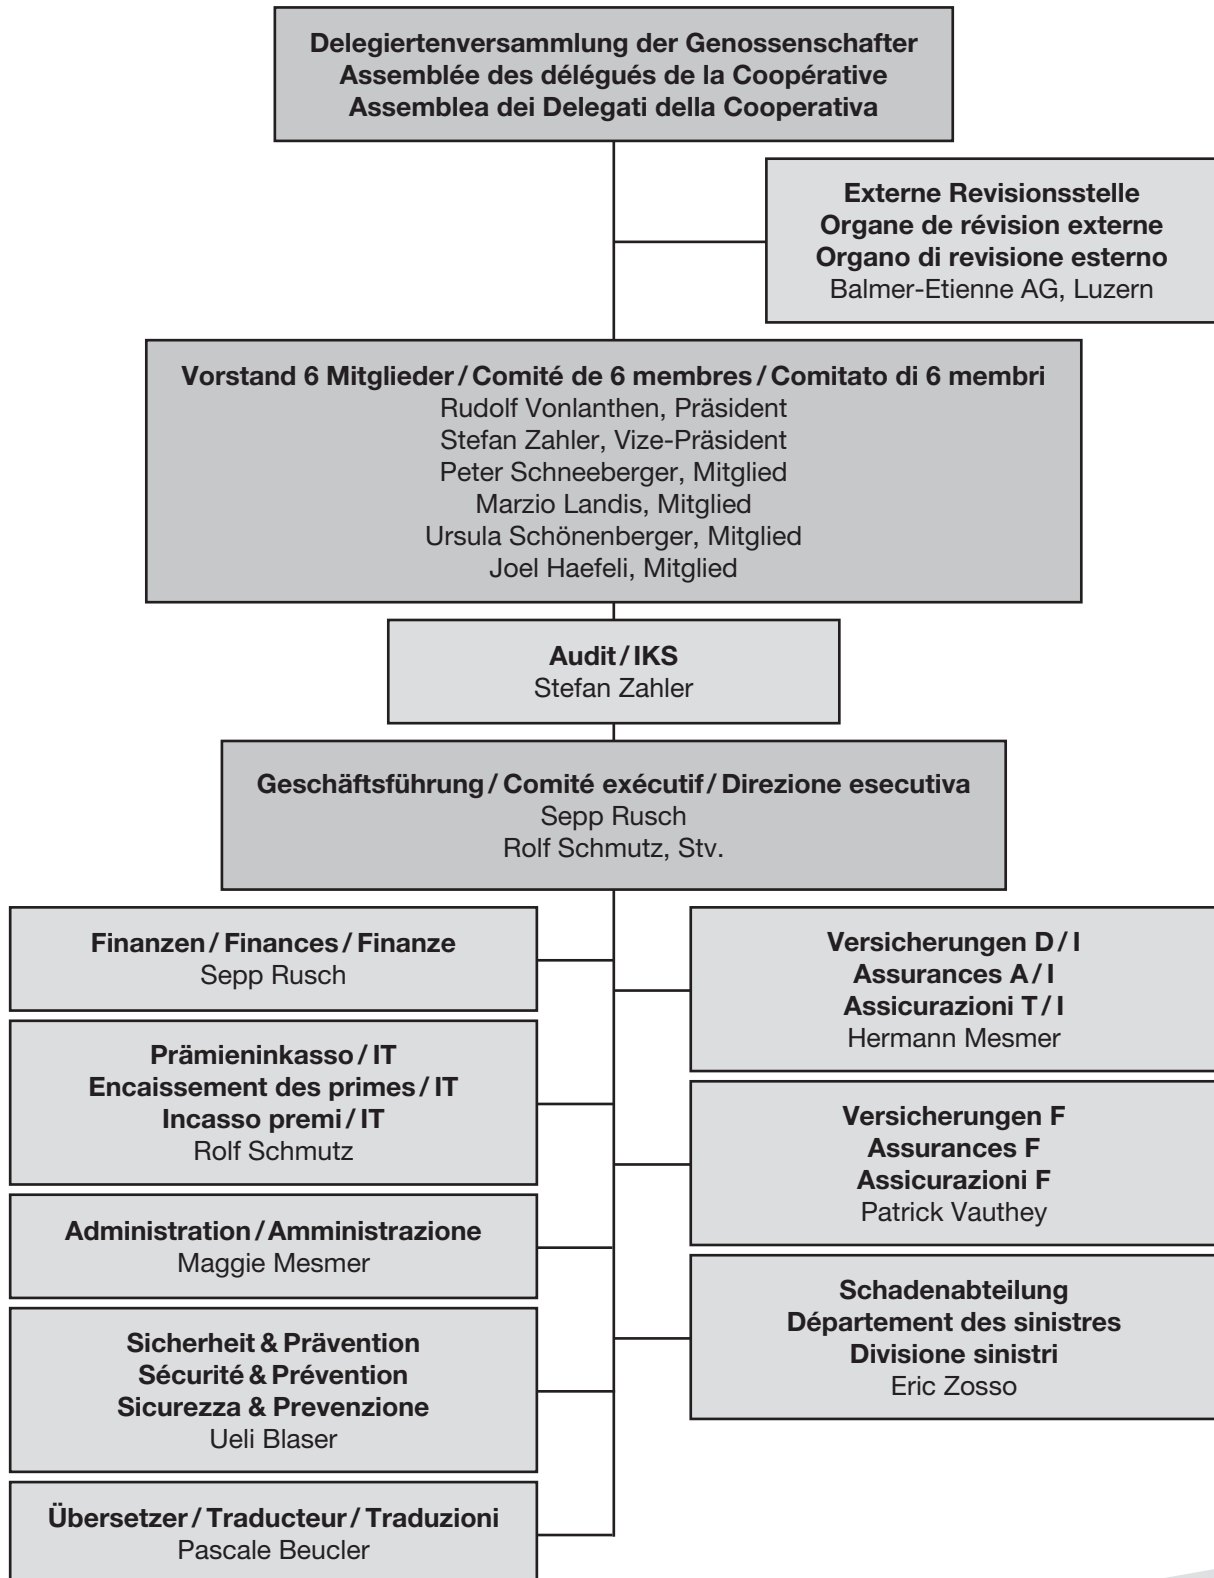 Delegiertenversammlung der Genossenschafter
Assemblée des délégués de la Coopérative
Assemblea dei Delegati della Cooperativa
Externe Revisionsstelle
Organe de révision externe
Organo di revisione esterno
Balmer-Etienne AG, Luzern
Vorstand 6 Mitglieder / Comité de 6 membres / Comitato di 6 membri
Rudolf Vonlanthen, Präsident
Stefan Zahler, Vize-Präsident
Peter Schneeberger, Mitglied
Marzio Landis, Mitglied
Ursula Schönenberger, Mitglied
Joel Haefeli, Mitglied
Audit / IKS
Stefan Zahler
Geschäftsführung / Comité exécutif / Direzione esecutiva
Sepp Rusch
Rolf Schmutz, Stv.
Finanzen / Finances / Finanze
Sepp Rusch
Prämieninkasso / IT
Encaissement des primes / IT
Incasso premi / IT
Rolf Schmutz
Administration / Amministrazione
Maggie Mesmer
Sicherheit & Prävention
Sécurité & Prévention
Sicurezza & Prevenzione
Ueli Blaser
Übersetzer / Traducteur / Traduzioni
Pascale Beucler
Versicherungen D / I
Assurances A / I
Assicurazioni T / I
Hermann Mesmer
Versicherungen F
Assurances F
Assicurazioni F
Patrick Vauthey
Schadenabteilung
Département des sinistres
Divisione sinistri
Eric Zosso